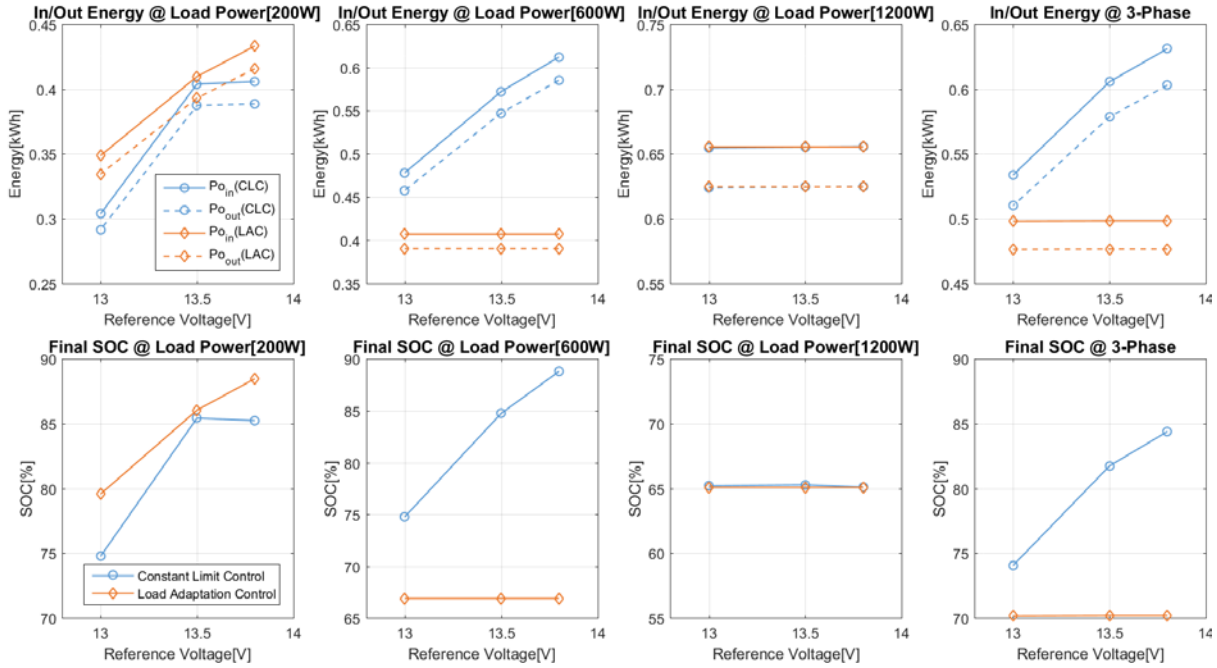 In/Out Energy @ Load Power[200W]
0.45
0.4
0.35
0.3
0.25
Energy[kWh]
13
13.5
14
Reference Voltage[V]
Po_in(CLC)
Po_out(CLC)
Po_in(LAC)
Po_out(LAC)
In/Out Energy @ Load Power[600W]
0.65
0.6
0.55
0.5
0.45
0.4
0.35
Energy[kWh]
13
13.5
14
Reference Voltage[V]
In/Out Energy @ Load Power[1200W]
0.75
0.7
0.65
0.6
0.55
Energy[kWh]
13
13.5
14
Reference Voltage[V]
In/Out Energy @ 3-Phase
0.65
0.6
0.55
0.5
0.45
Energy[kWh]
13
13.5
14
Reference Voltage[V]
Final SOC @ Load Power[200W]
90
85
80
75
70
SOC[%]
13
13.5
14
Reference Voltage[V]
Constant Limit Control
Load Adaptation Control
Final SOC @ Load Power[600W]
90
85
80
75
70
65
SOC[%]
13
13.5
14
Reference Voltage[V]
Final SOC @ Load Power[1200W]
75
70
65
60
55
SOC[%]
13
13.5
14
Reference Voltage[V]
Final SOC @ 3-Phase
90
85
80
75
70
SOC[%]
13
13.5
14
Reference Voltage[V]